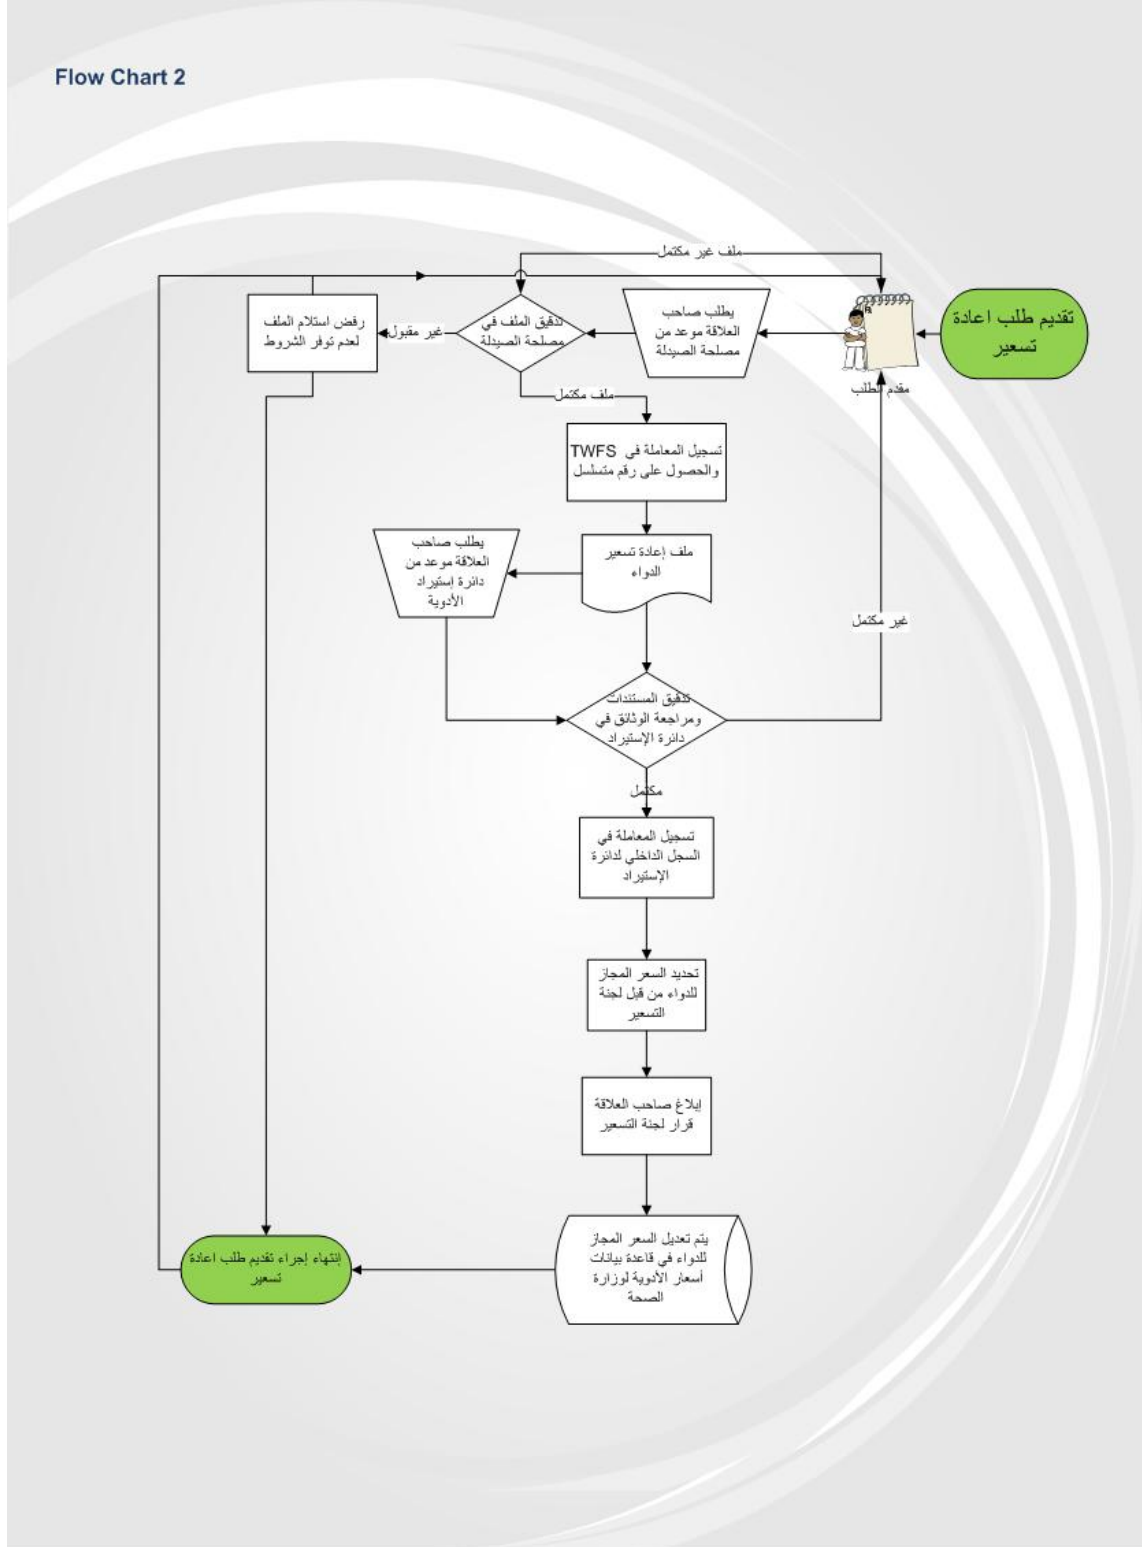 Flow Chart 2
ملف غير مكتمل
تقديم طلب اعادة
تسعير
مقدم الطلب
يطلب صاحب
العلاقة موعد من
مصلحة الصيدلة
تدقيق الملف في
مصلحة الصيدلة
غير مقبول
رفض استلام الملف
لعدم توفر الشروط
ملف مكتمل
تسجيل المعاملة في TWFS
والحصول على رقم متسلسل
ملف إعادة تسعير
الدواء
يطلب صاحب
العلاقة موعد من
دائرة إستيراد
الأدوية
غير مكتمل
تدقيق المستندات
ومراجعة الوثائق في
دائرة الإستيراد
مكتمل
تسجيل المعاملة في
السجل الداخلي لدائرة
الإستيراد
تحديد السعر المجاز
للدواء من قبل لجنة
التسعير
إبلاغ صاحب العلاقة
قرار لجنة التسعير
يتم تعديل السعر المجاز
للدواء في قاعدة بيانات
أسعار الأدوية لوزارة
الصحة
إنتهاء إجراء تقديم طلب اعادة
تسعير